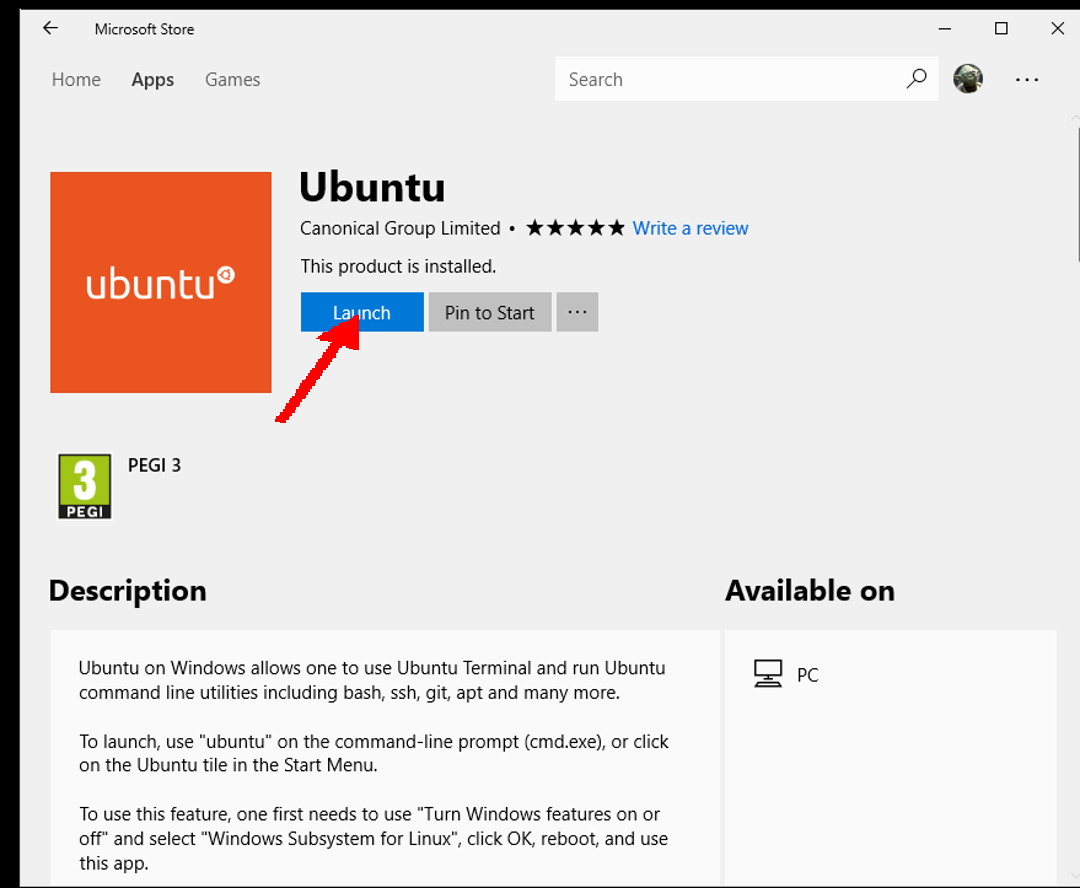 Microsoft Store
Home Apps Games Search
Ubuntu
Canonical Group Limited • ★★★★★ Write a review
This product is installed.
Launch Pin to Start ...
ubuntu
3
PEGI
PEGI 3
Description
Ubuntu on Windows allows one to use Ubuntu Terminal and run Ubuntu
command line utilities including bash, ssh, git, apt and many more.
To launch, use "ubuntu" on the command-line prompt (cmd.exe), or click
on the Ubuntu tile in the Start Menu.
To use this feature, one first needs to use "Turn Windows features on or
off" and select "Windows Subsystem for Linux", click OK, reboot, and use
this app.
Available on
PC